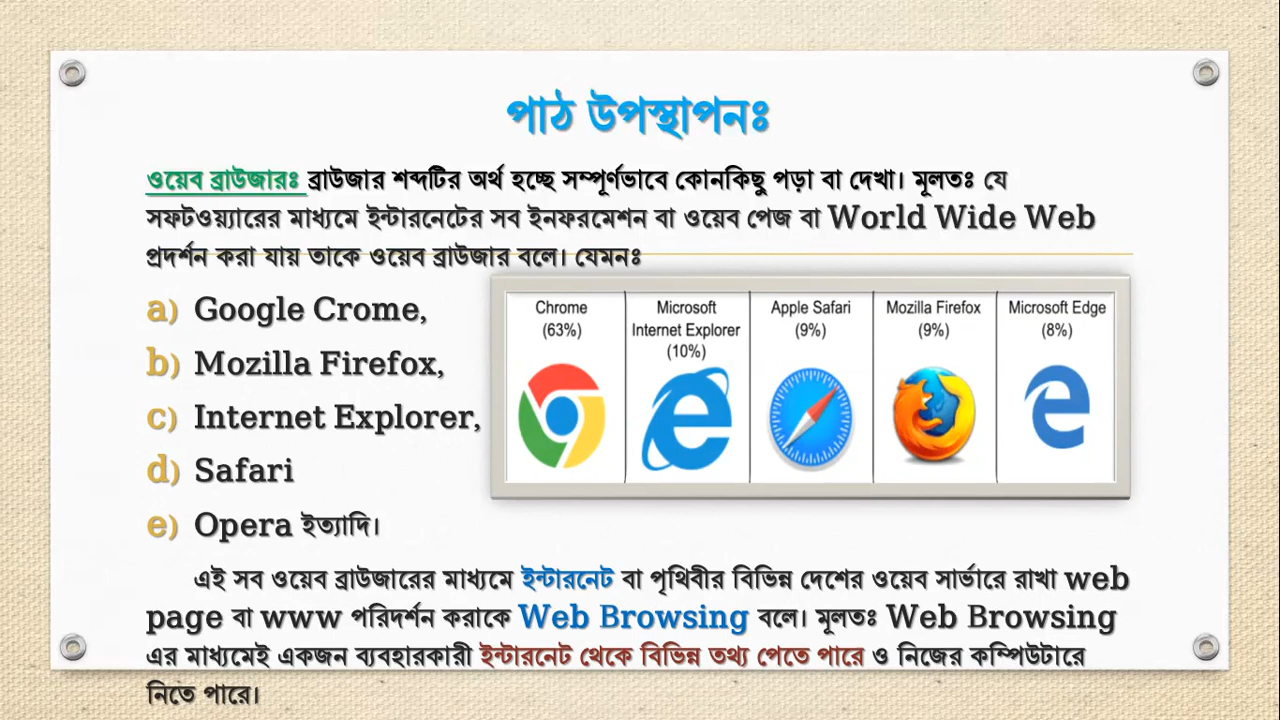 পাঠ উপস্থাপনঃ
ওয়েব ব্রাউজারঃ ব্রাউজার শব্দটির অর্থ হচ্ছে সম্পূর্ণভাবে কোনকিছু পড়া বা দেখা। মূলতঃ যে
সফটওয়্যারের মাধ্যমে ইন্টারনেটের সব ইনফরমেশন বা ওয়েব পেজ বা World Wide Web
প্রদর্শন করা যায় তাকে ওয়েব ব্রাউজার বলে। যেমনঃ
a) Google Crome,
b) Mozilla Firefox,
c) Internet Explorer,
d) Safari
e) Opera ইত্যাদি।
Chrome
(63%)
Microsoft
Internet Explorer
(10%)
Apple Safari
(9%)
Mozilla Firefox
(9%)
Microsoft Edge
(8%)
এই সব ওয়েব ব্রাউজারের মাধ্যমে ইন্টারনেট বা পৃথিবীর বিভিন্ন দেশের ওয়েব সার্ভারে রাখা web
page বা www পরিদর্শন করাকে Web Browsing বলে। মূলতঃ Web Browsing
এর মাধ্যমেই একজন ব্যবহারকারী ইন্টারনেট থেকে বিভিন্ন তথ্য পেতে পারে ও নিজের কম্পিউটারে
নিতে পারে।